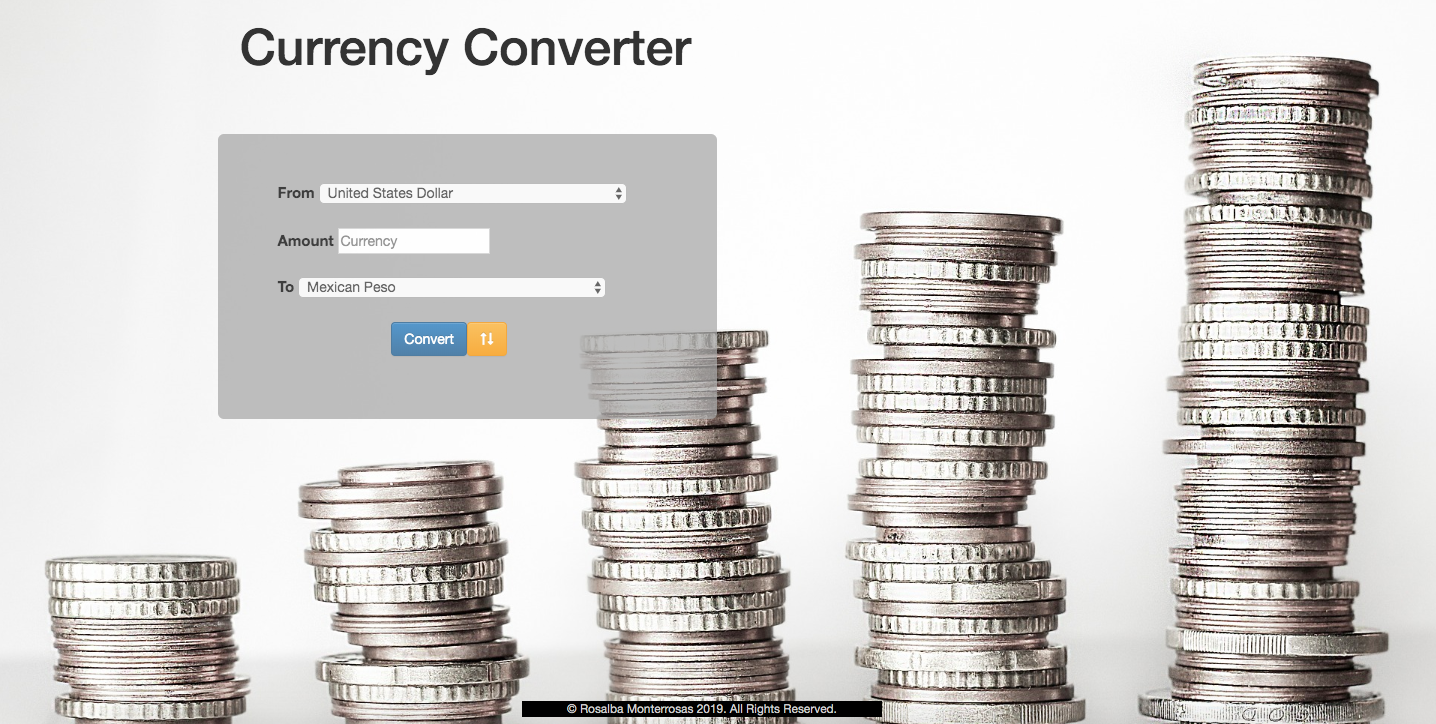 Currency Converter
From United States Dollar
Amount Currency
To Mexican Peso
Convert
© Rosalba Monterrosas 2019. All Rights Reserved.